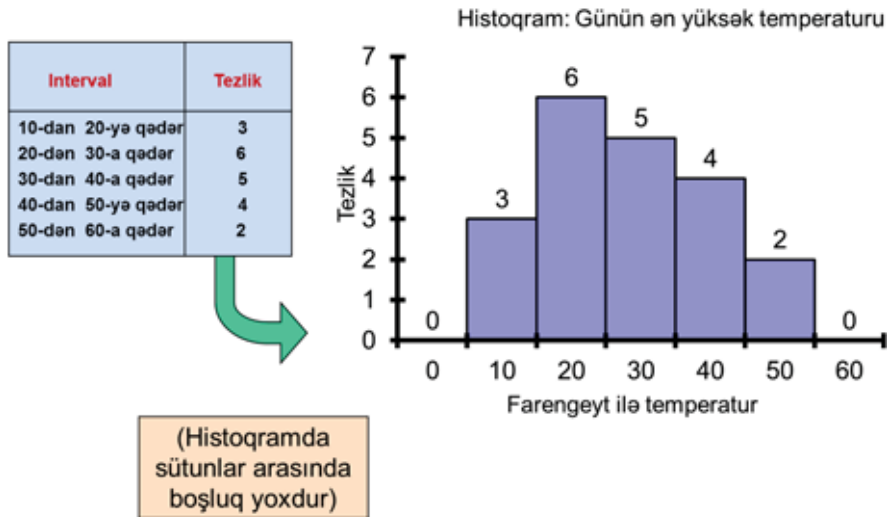 Histoqram: Günün ən yüksək temperaturu
Interval Tezlik
10-dan 20-yə qədər 3
20-dən 30-a qədər 6
30-dan 40-a qədər 5
40-dan 50-yə qədər 4
50-dən 60-a qədər 2
Tezlik
7
6
5
4
3
2
1
0
0 3 6 5 4 2 0
0 10 20 30 40 50 60
Farengeyt ilə temperatur
(Histoqramda
sütunlar arasında
boşluq yoxdur)